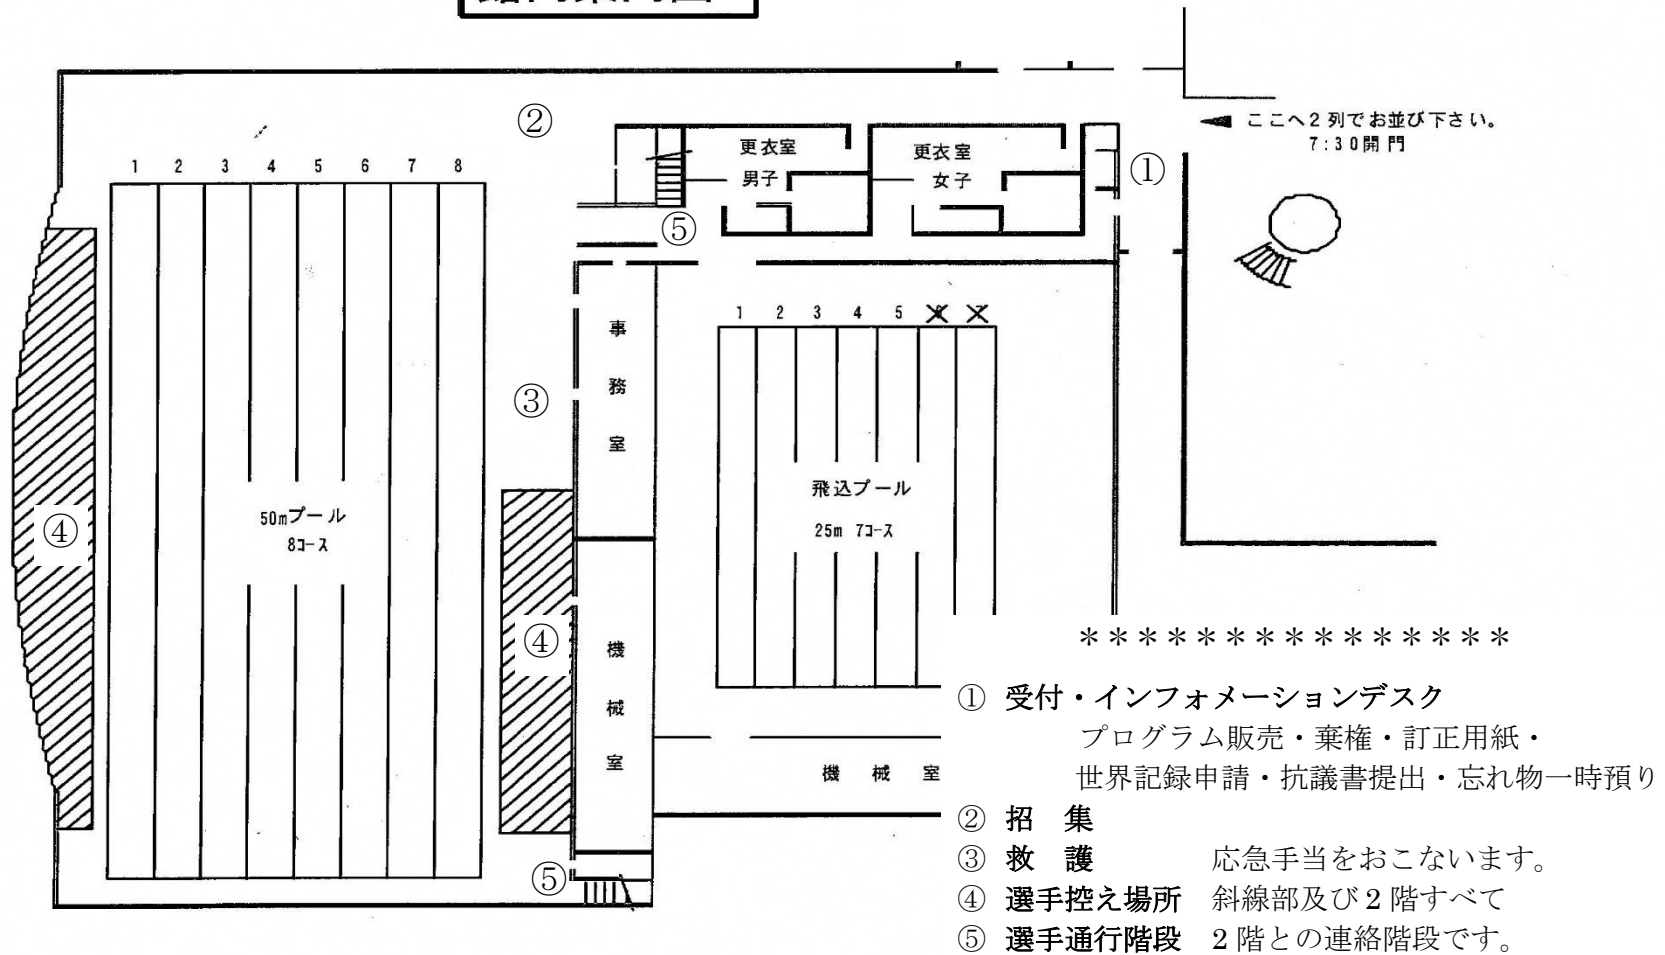 ②
ここへ2列でお並び下さい。
7:30開門
更衣室
男子
更衣室
女子
①
1 2 3 4 5 6 7 8
⑤
1 2 3 4 5
事務室
③
飛込プール
25m 7コース
50mプール
8コース
④
④
機械室
機械室
⑤
***************
① 受付・インフォメーションデスク
プログラム販売・棄権・訂正用紙・
世界記録申請・抗議書提出・忘れ物一時預り
② 招 集
③ 救 護 応急手当をおこないます。
④ 選手控え場所 斜線部及び2階すべて
⑤ 選手通行階段 2階との連絡階段です。